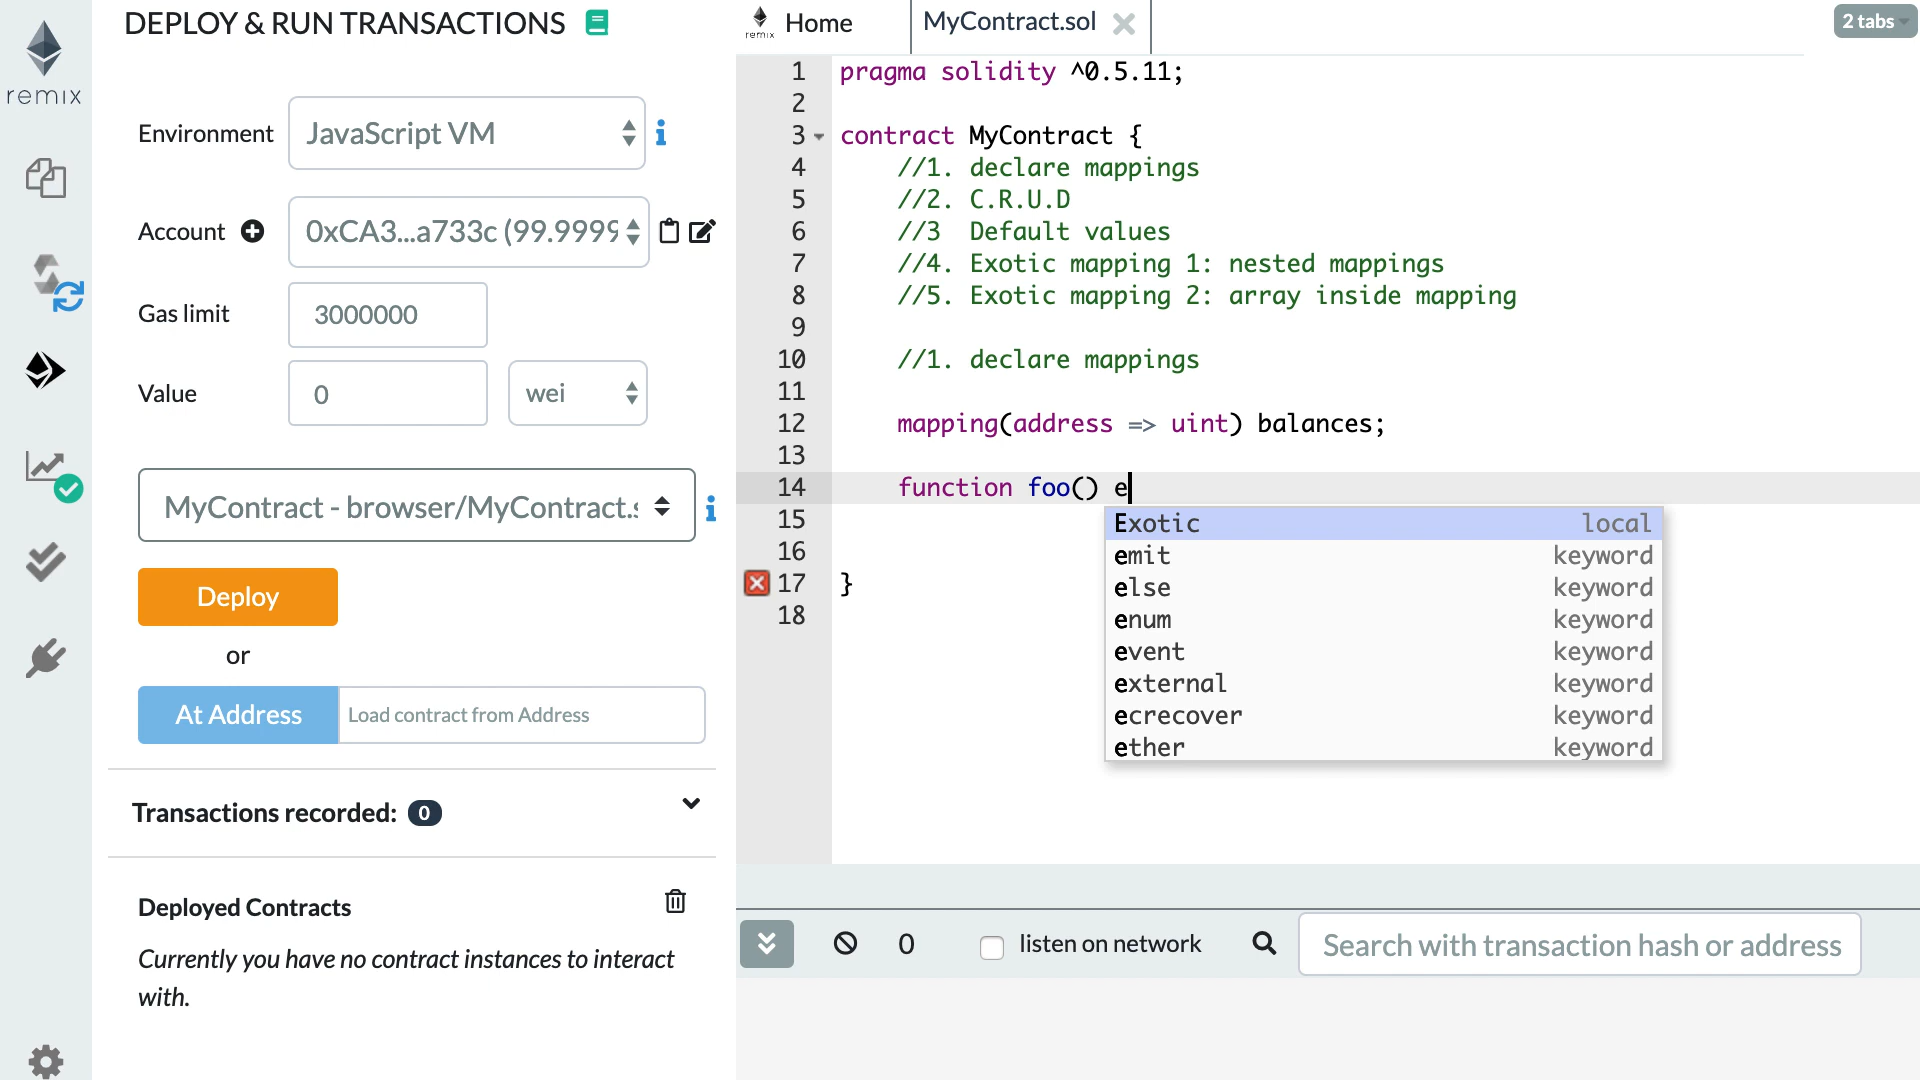 remix
DEPLOY & RUN TRANSACTIONS
Environment
JavaScript VM
i
Account
0xCA3...a733c (99.9999
Gas limit
3000000
Value
0
wei
MyContract - browser/MyContract.s
i
Deploy
or
At Address
Load contract from Address
Transactions recorded: 0
Deployed Contracts
Currently you have no contract instances to interact
with.
remix
Home
MyContract.sol
2 tabs
1 pragma solidity ^0.5.11;
2
3 contract MyContract {
4 //1. declare mappings
5 //2. C.R.U.D
6 //3  Default values
7 //4. Exotic mapping 1: nested mappings
8 //5. Exotic mapping 2: array inside mapping
9
10 //1. declare mappings
11
12 mapping(address => uint) balances;
13
14 function foo() e
15
16
17 }
18
Exotic local
emit keyword
else keyword
enum keyword
event keyword
external keyword
ecrecover keyword
ether keyword
0
listen on network
Search with transaction hash or address